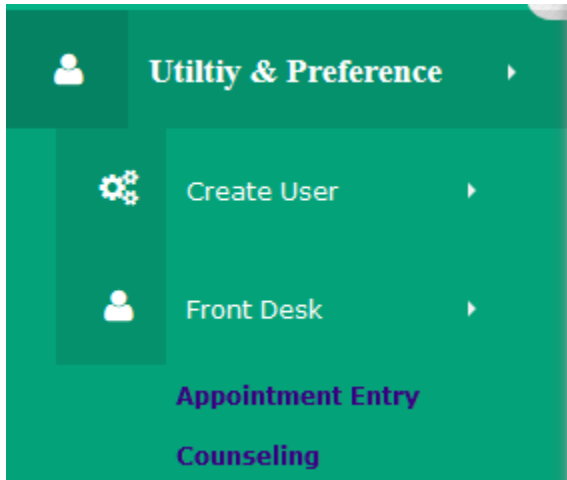 Utiltiy & Preference
Create User
Front Desk
Appointment Entry
Counseling